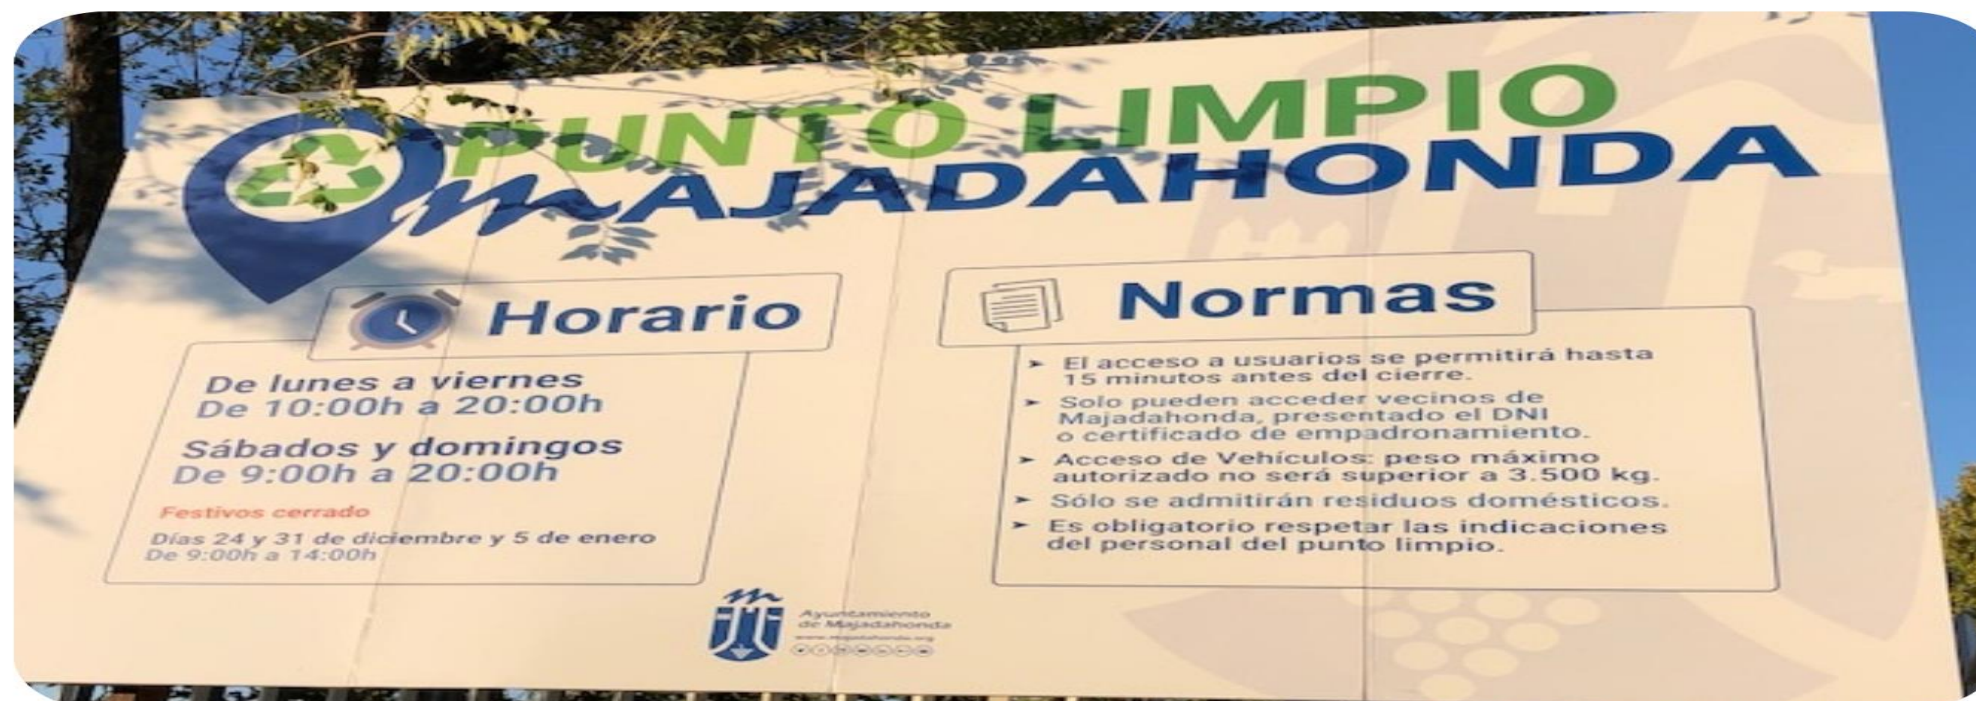 PUNTO LIMPIO
mAJADAHONDA
Horario
De lunes a viernes
De 10:00h a 20:00h
Sábados y domingos
De 9:00h a 20:00h
Festivos cerrado
Días 24 y 31 de diciembre y 5 de enero
De 9:00h a 14:00h
Normas
➤ El acceso a usuarios se permitirá hasta
15 minutos antes del cierre.
➤ Solo pueden acceder vecinos de
Majadahonda, presentado el DNI
o certificado de empadronamiento.
➤ Acceso de Vehículos: peso máximo
autorizado no será superior a 3.500 kg.
➤ Sólo se admitirán residuos domésticos.
➤ Es obligatorio respetar las indicaciones
del personal del punto limpio.
Ayuntamiento
de Majadahonda
www.majadahonda.org